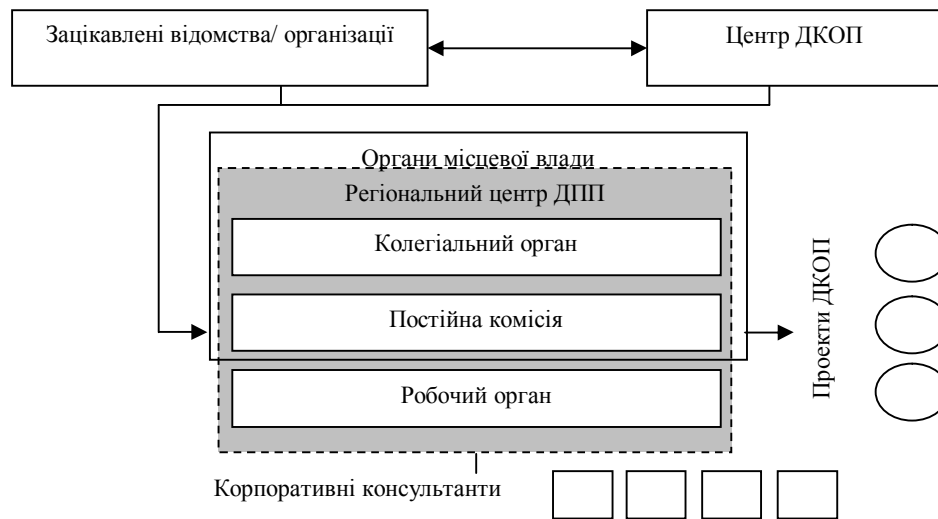 Зацікавлені відомства/ організації
Центр ДКОП
Органи місцевої влади
Регіональний центр ДПП
Колегіальний орган
Постійна комісія
Робочий орган
Проекти ДКОП
Корпоративні консультанти